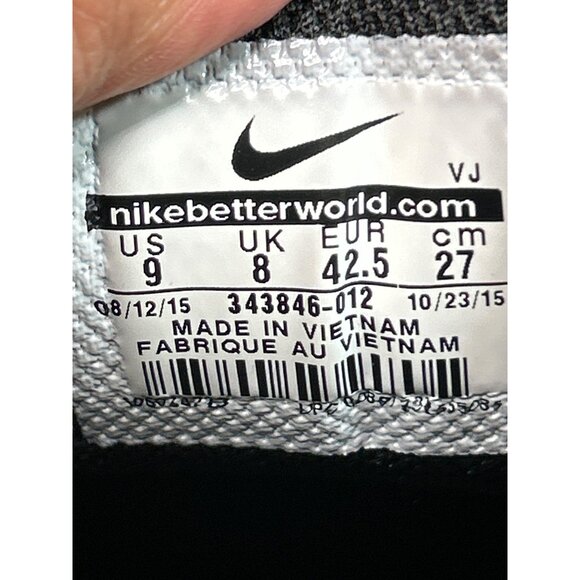 VJ
nikebetterworld.com
US UK EUR cm
9 8 42.5 27
08/12/15 343846-012 10/23/15
MADE IN VIETNAM
FABRIQUE AU VIETNAM